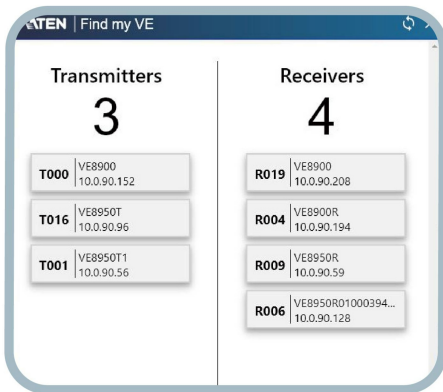 ATEN | Find my VE
Transmitters
3
T000 VE8900
10.0.90.152
T016 VE8950T
10.0.90.96
T001 VE8950T1
10.0.90.56
Receivers
4
R019 VE8900
10.0.90.208
R004 VE8900R
10.0.90.194
R009 VE8950R
10.0.90.59
R006 VE8950R01000394...
10.0.90.128